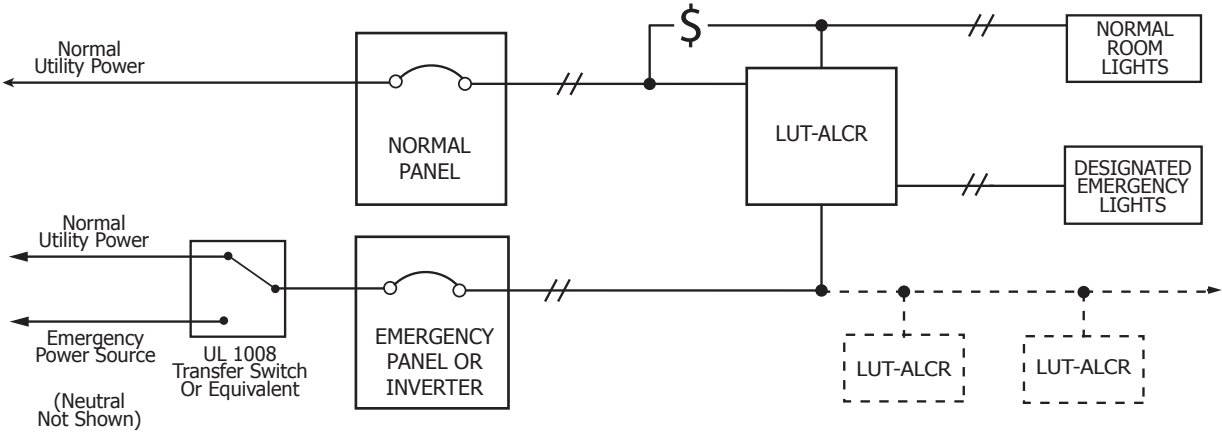 Normal
Utility Power
NORMAL
PANEL
$
LUT-ALCR
NORMAL
ROOM
LIGHTS
DESIGNATED
EMERGENCY
LIGHTS
Normal
Utility Power
Emergency
Power Source
(Neutral
Not Shown)
UL 1008
Transfer Switch
Or Equivalent
EMERGENCY
PANEL OR
INVERTER
LUT-ALCR
LUT-ALCR